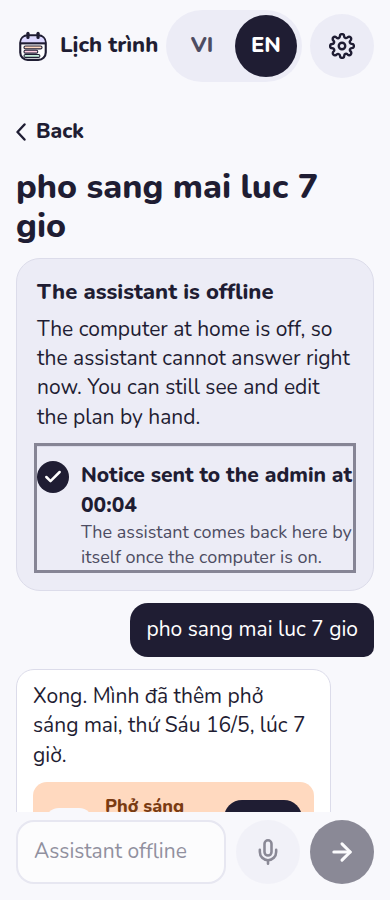 Lịch trình
VI
EN
Back
pho sang mai luc 7
gio
The assistant is offline
The computer at home is off, so
the assistant cannot answer right
now. You can still see and edit
the plan by hand.
Notice sent to the admin at
00:04
The assistant comes back here by
itself once the computer is on.
pho sang mai luc 7 gio
Xong. Mình đã thêm phở
sáng mai, thứ Sáu 16/5, lúc 7
giờ.
Phở sáng
Assistant offline